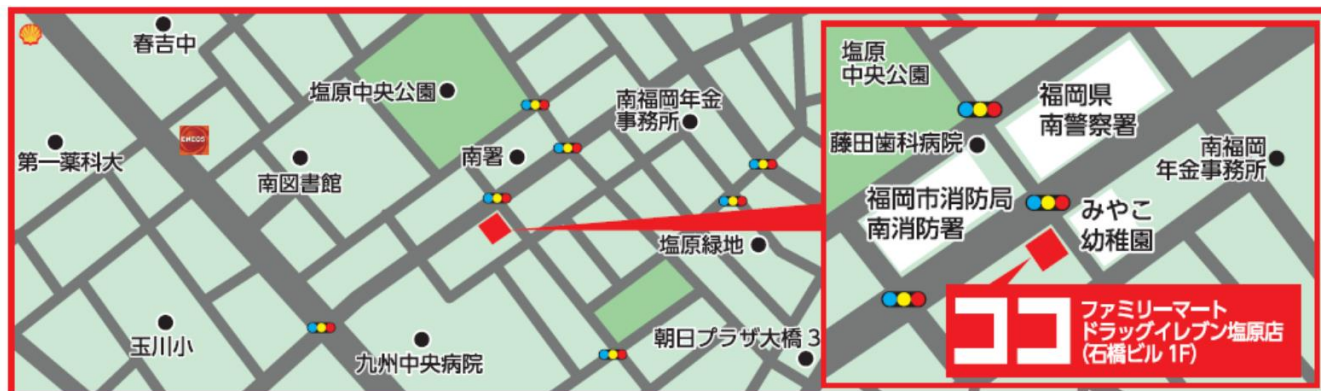 春吉中
ENEOS
第一薬科大
塩原中央公園
南図書館
南署
南福岡年金
事務所
塩原緑地
玉川小
九州中央病院
朝日プラザ大橋3
塩原
中央公園
福岡県
南警察署
藤田歯科病院
南福岡
年金事務所
福岡市消防局
南消防署
みやこ
幼稚園
ココ
ファミリーマート
ドラッグイレブン塩原店
(石橋ビル 1F)